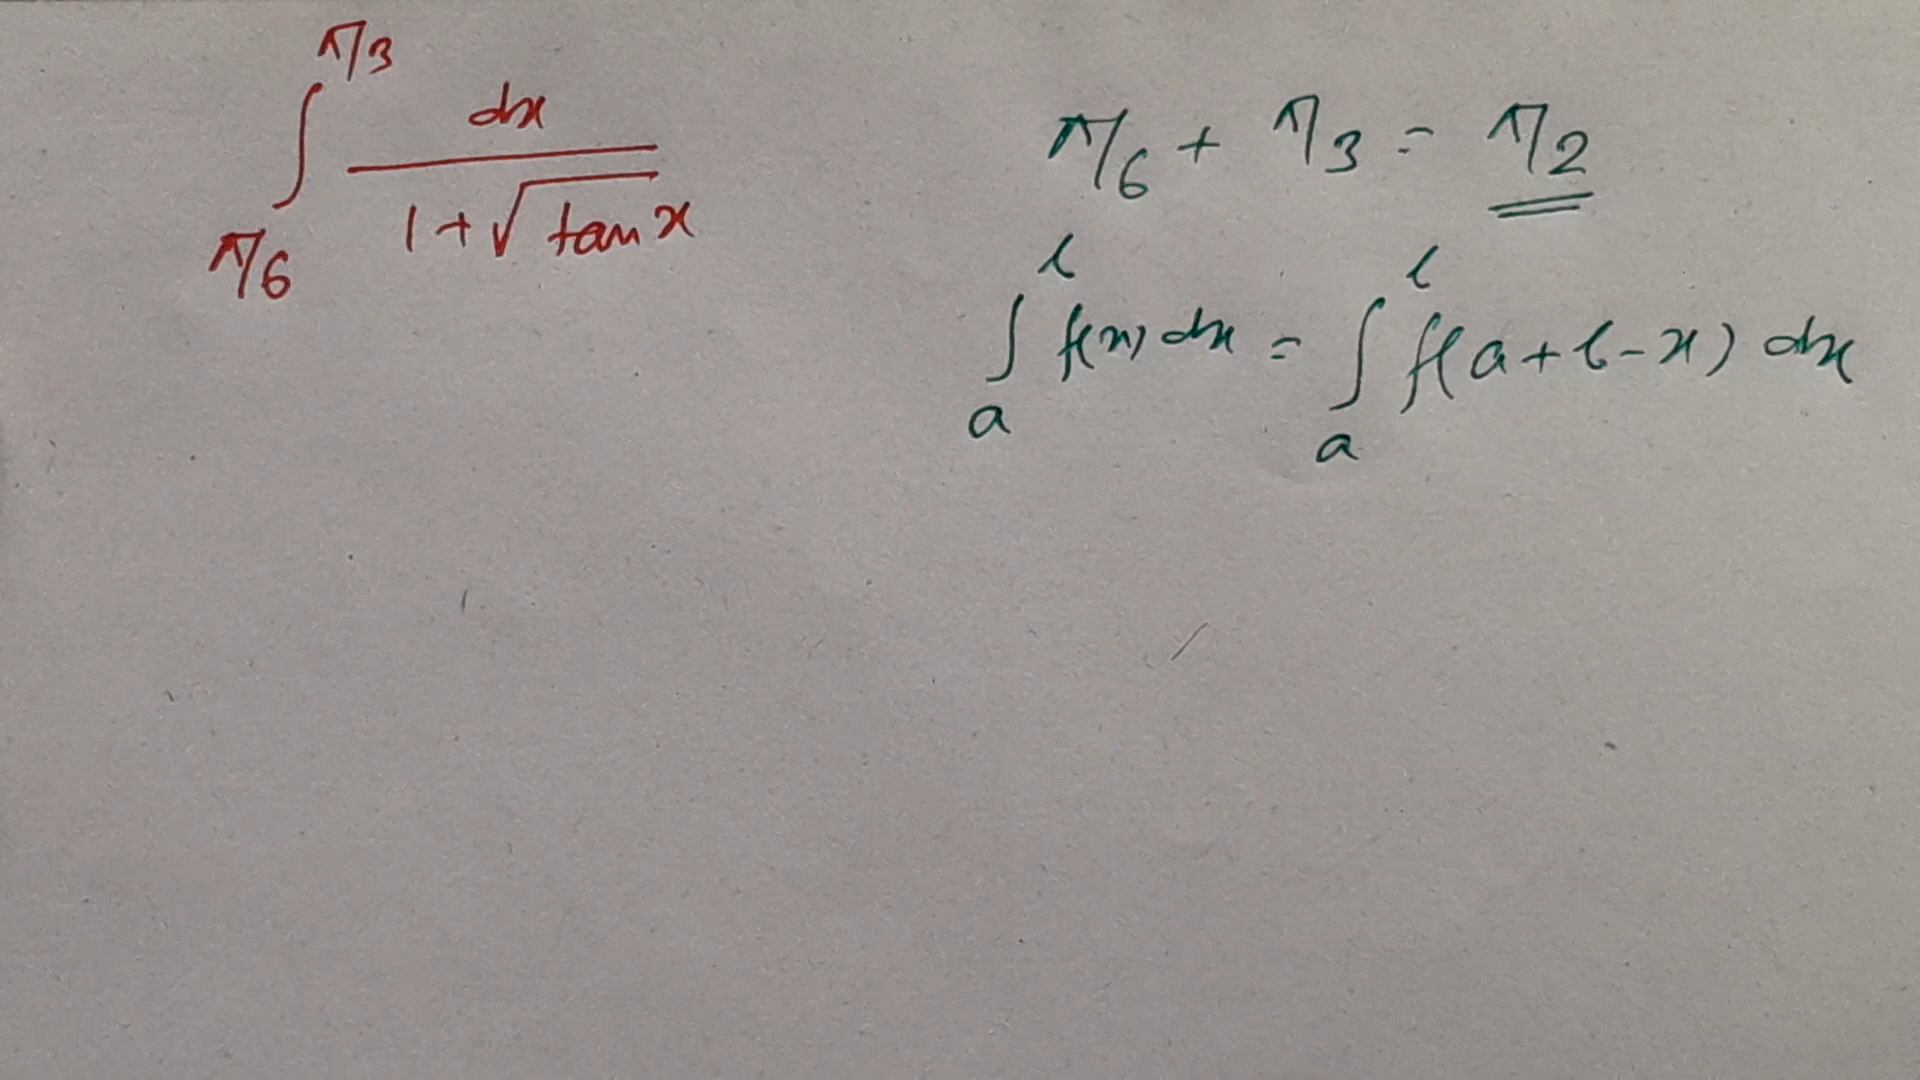 ∫_{π/6}^{π/3} dx / (1+√tan x)
π/6 + π/3 = π/2
∫_a^b f(x) dx = ∫_a^b f(a+b-x) dx